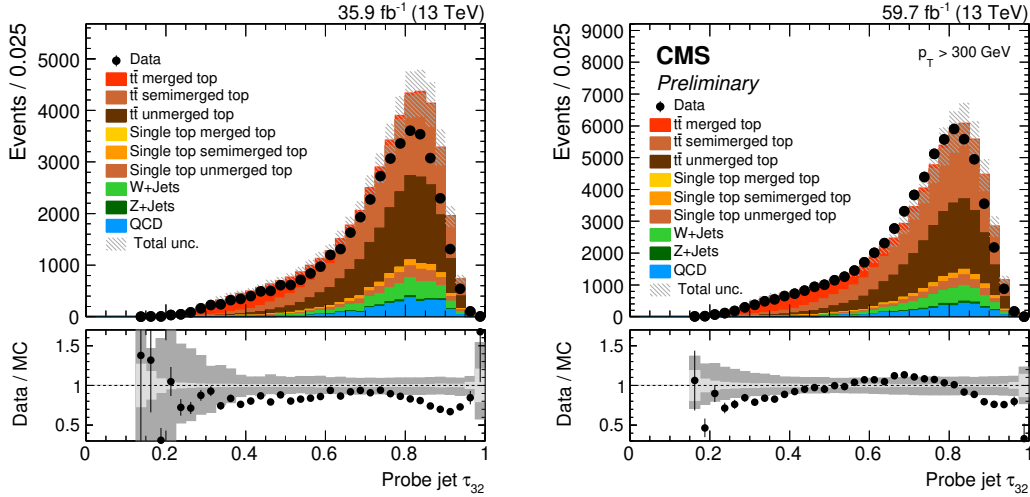 35.9 fb⁻¹ (13 TeV)
Events / 0.025
5000
4000
3000
2000
1000
0
Data
tt̄ merged top
tt̄ semimerged top
tt̄ unmerged top
Single top merged top
Single top semimerged top
Single top unmerged top
W+Jets
Z+Jets
QCD
Total unc.
Data / MC
1.5
1
0.5
0 0.2 0.4 0.6 0.8 1
Probe jet τ₃₂
59.7 fb⁻¹ (13 TeV)
Events / 0.025
9000
8000
7000
6000
5000
4000
3000
2000
1000
0
CMS
Preliminary
p_T > 300 GeV
Data
tt̄ merged top
tt̄ semimerged top
tt̄ unmerged top
Single top merged top
Single top semimerged top
Single top unmerged top
W+Jets
Z+Jets
QCD
Total unc.
Data / MC
1.5
1
0.5
0 0.2 0.4 0.6 0.8 1
Probe jet τ₃₂